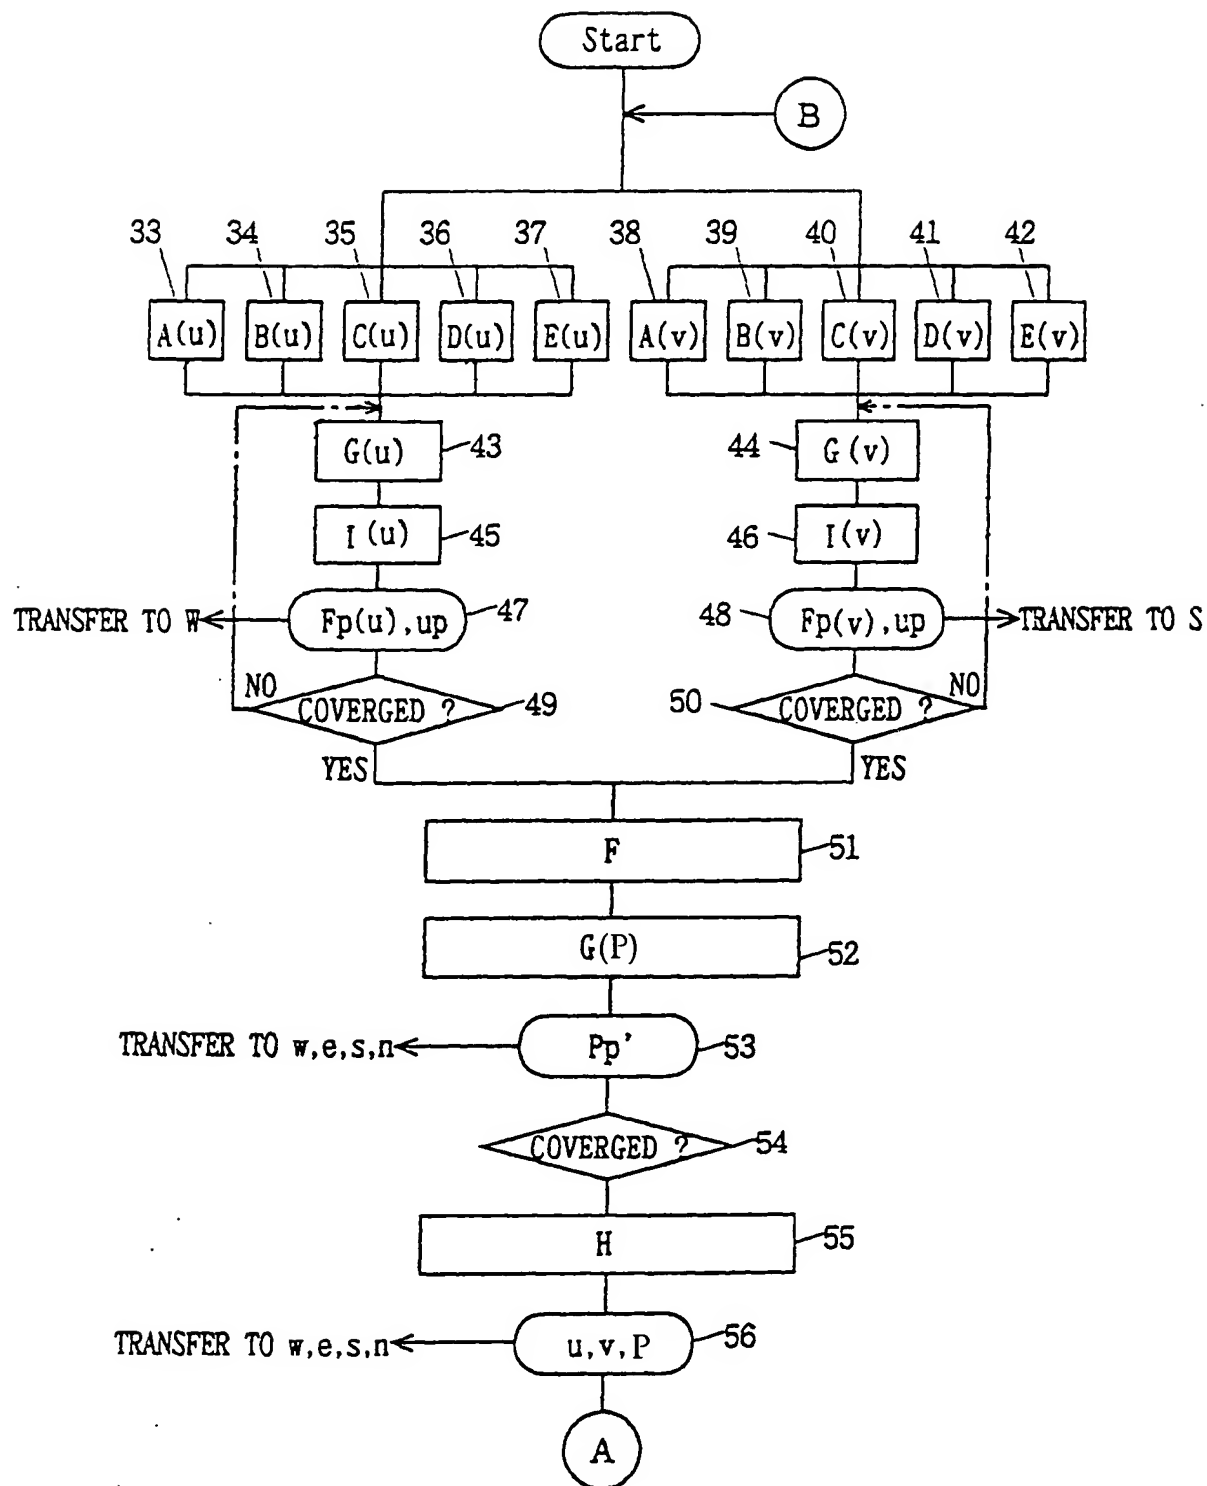 Start
B
33 34 35 36 37 38 39 40 41 42
A(u) B(u) C(u) D(u) E(u) A(v) B(v) C(v) D(v) E(v)
G(u) 43 44 G(v)
I(u) 45 46 I(v)
TRANSFER TO W Fp(u),up 47 48 Fp(v),up TRANSFER TO S
NO COVERGED ? 49 50 COVERGED ? NO
YES YES
F 51
G(P) 52
TRANSFER TO w,e,s,n Pp' 53
COVERGED ? 54
H 55
TRANSFER TO w,e,s,n u,v,P 56
A